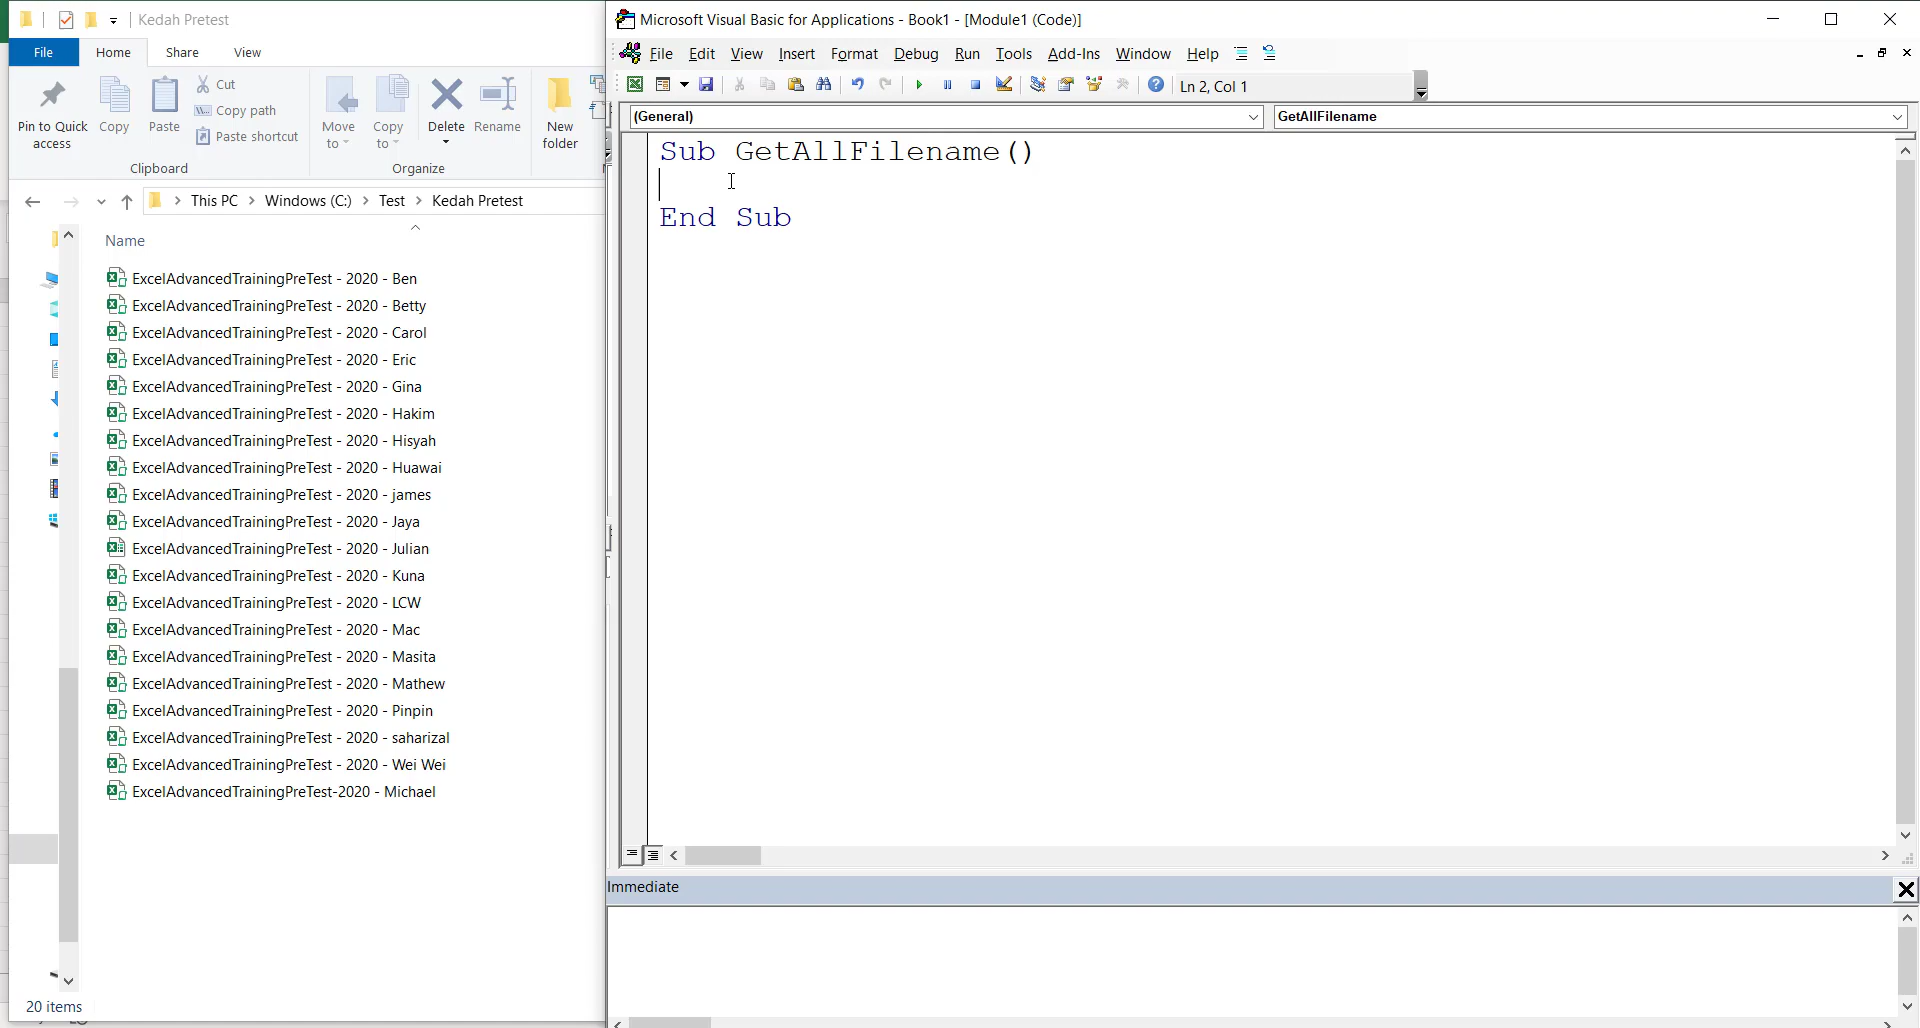 Kedah Pretest
File Home Share View
Pin to Quick access
Copy
Paste
Cut
Copy path
Paste shortcut
Clipboard
Move to
Copy to
Delete
Rename
Organize
New folder
This PC > Windows (C:) > Test > Kedah Pretest
Name
ExcelAdvancedTrainingPreTest - 2020 - Ben
ExcelAdvancedTrainingPreTest - 2020 - Betty
ExcelAdvancedTrainingPreTest - 2020 - Carol
ExcelAdvancedTrainingPreTest - 2020 - Eric
ExcelAdvancedTrainingPreTest - 2020 - Gina
ExcelAdvancedTrainingPreTest - 2020 - Hakim
ExcelAdvancedTrainingPreTest - 2020 - Hisyah
ExcelAdvancedTrainingPreTest - 2020 - Huawai
ExcelAdvancedTrainingPreTest - 2020 - james
ExcelAdvancedTrainingPreTest - 2020 - Jaya
ExcelAdvancedTrainingPreTest - 2020 - Julian
ExcelAdvancedTrainingPreTest - 2020 - Kuna
ExcelAdvancedTrainingPreTest - 2020 - LCW
ExcelAdvancedTrainingPreTest - 2020 - Mac
ExcelAdvancedTrainingPreTest - 2020 - Masita
ExcelAdvancedTrainingPreTest - 2020 - Mathew
ExcelAdvancedTrainingPreTest - 2020 - Pinpin
ExcelAdvancedTrainingPreTest - 2020 - saharizal
ExcelAdvancedTrainingPreTest - 2020 - Wei Wei
ExcelAdvancedTrainingPreTest-2020 - Michael
20 items
Microsoft Visual Basic for Applications - Book1 - [Module1 (Code)]
File Edit View Insert Format Debug Run Tools Add-Ins Window Help
Ln 2, Col 1
(General)
GetAllFilename
Sub GetAllFilename()
End Sub
Immediate